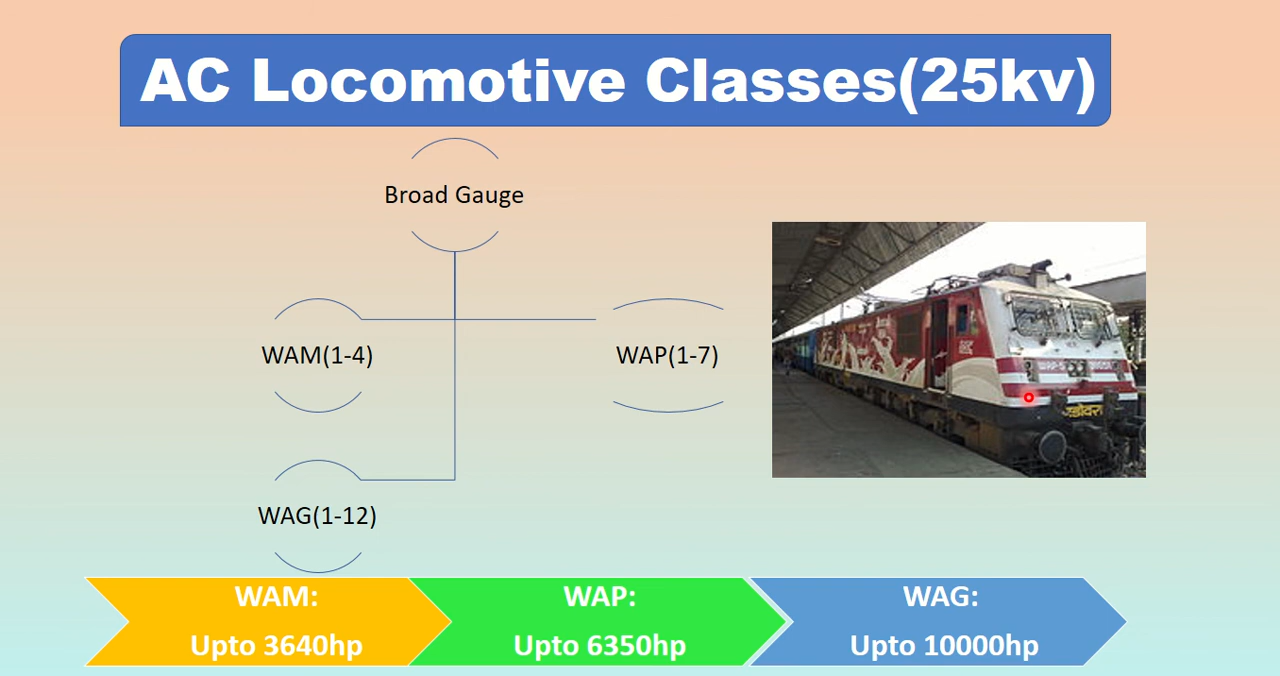 AC Locomotive Classes(25kv)
Broad Gauge
WAM(1-4)
WAP(1-7)
WAG(1-12)
WAM:
Upto 3640hp
WAP:
Upto 6350hp
WAG:
Upto 10000hp